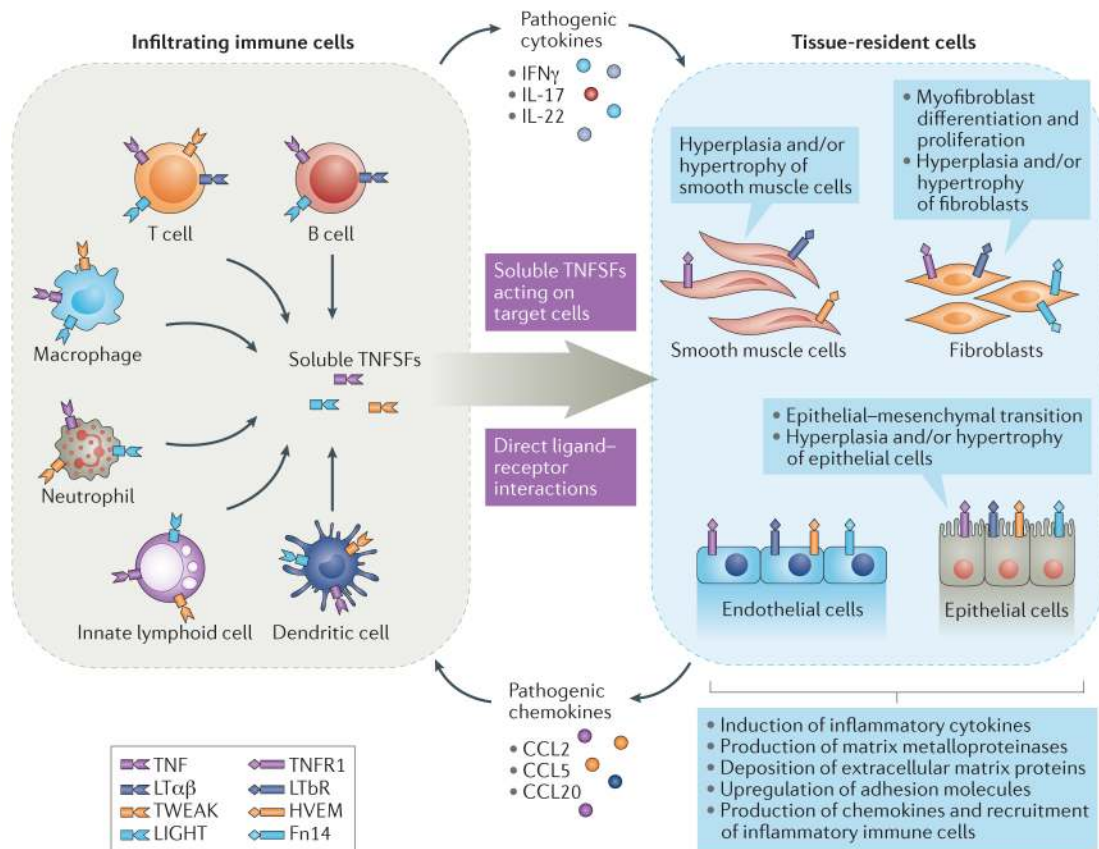 Infiltrating immune cells
T cell
B cell
Macrophage
Soluble TNFSFs
Neutrophil
Innate lymphoid cell
Dendritic cell
Pathogenic
cytokines
• IFNγ
• IL-17
• IL-22
Soluble TNFSFs
acting on
target cells
Direct ligand–
receptor
interactions
Pathogenic
chemokines
• CCL2
• CCL5
• CCL20
Tissue-resident cells
Hyperplasia and/or
hypertrophy of
smooth muscle cells
• Myofibroblast
differentiation and
proliferation
• Hyperplasia and/or
hypertrophy
of fibroblasts
Smooth muscle cells
Fibroblasts
• Epithelial–mesenchymal transition
• Hyperplasia and/or hypertrophy
of epithelial cells
Endothelial cells
Epithelial cells
• Induction of inflammatory cytokines
• Production of matrix metalloproteinases
• Deposition of extracellular matrix proteins
• Upregulation of adhesion molecules
• Production of chemokines and recruitment
of inflammatory immune cells
TNF
TNFR1
LTαβ
LTbR
TWEAK
HVEM
LIGHT
Fn14